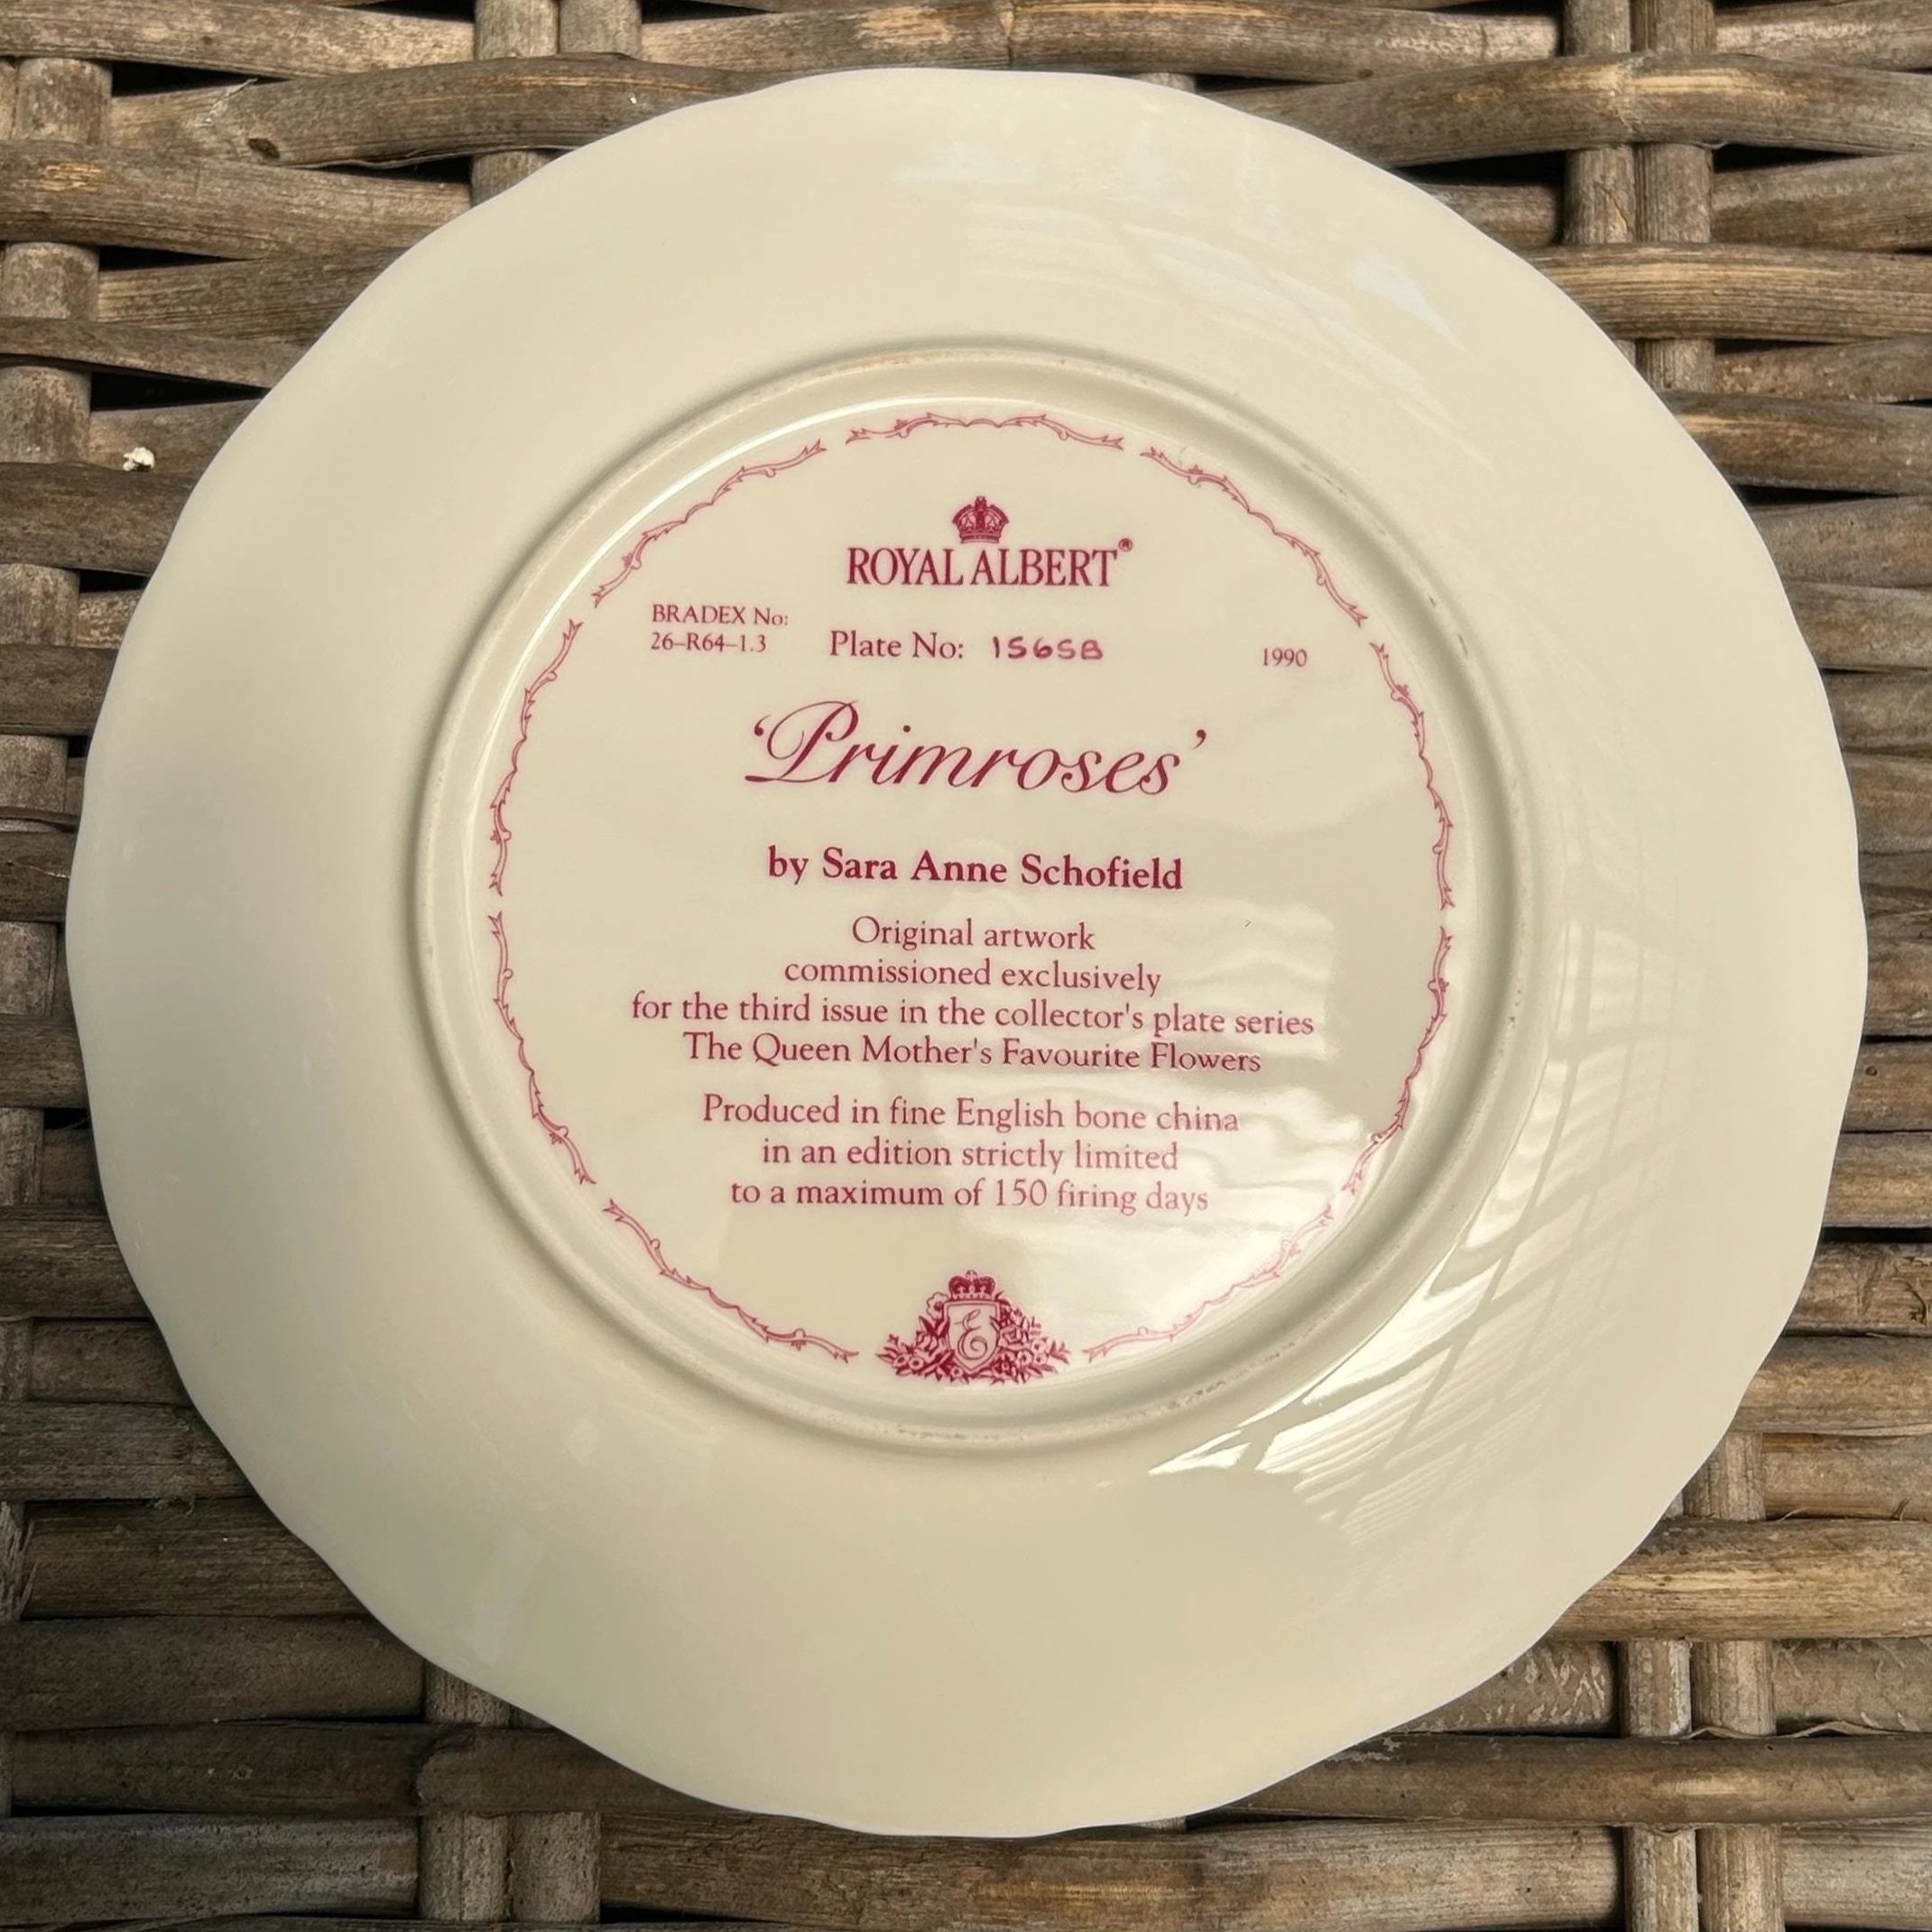 ROYAL ALBERT®
BRADEX No:
26-R64-1.3
Plate No: 1565B
1990
‘Primroses’
by Sara Anne Schofield
Original artwork
commissioned exclusively
for the third issue in the collector's plate series
The Queen Mother's Favourite Flowers
Produced in fine English bone china
in an edition strictly limited
to a maximum of 150 firing days
E